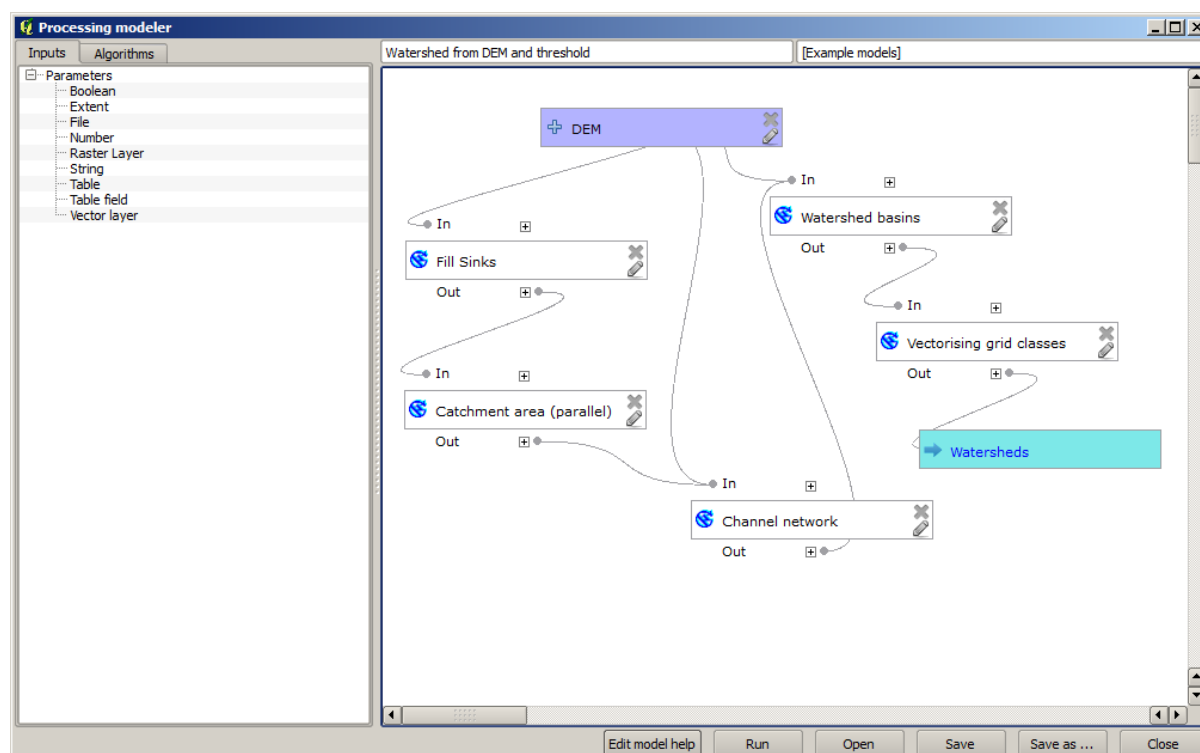 Processing modeler
Inputs
Algorithms
Watershed from DEM and threshold
[Example models]
Parameters
Boolean
Extent
File
Number
Raster Layer
String
Table
Table field
Vector layer
DEM
In
Watershed basins
Out
In
Fill Sinks
Out
In
Vectorising grid classes
Out
In
Catchment area (parallel)
Out
Watersheds
In
Channel network
Out
Edit model help
Run
Open
Save
Save as ...
Close